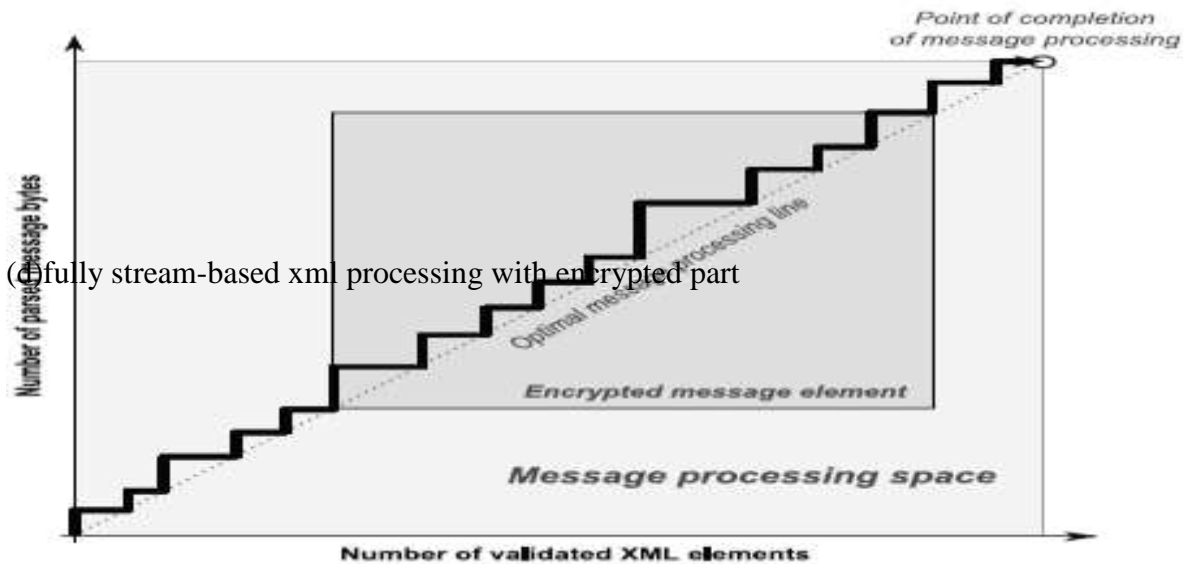 Point of completion
of message processing
Number of parsed message bytes
(d)fully stream-based xml processing with encrypted part
Optimal message processing line
Encrypted message element
Message processing space
Number of validated XML elements